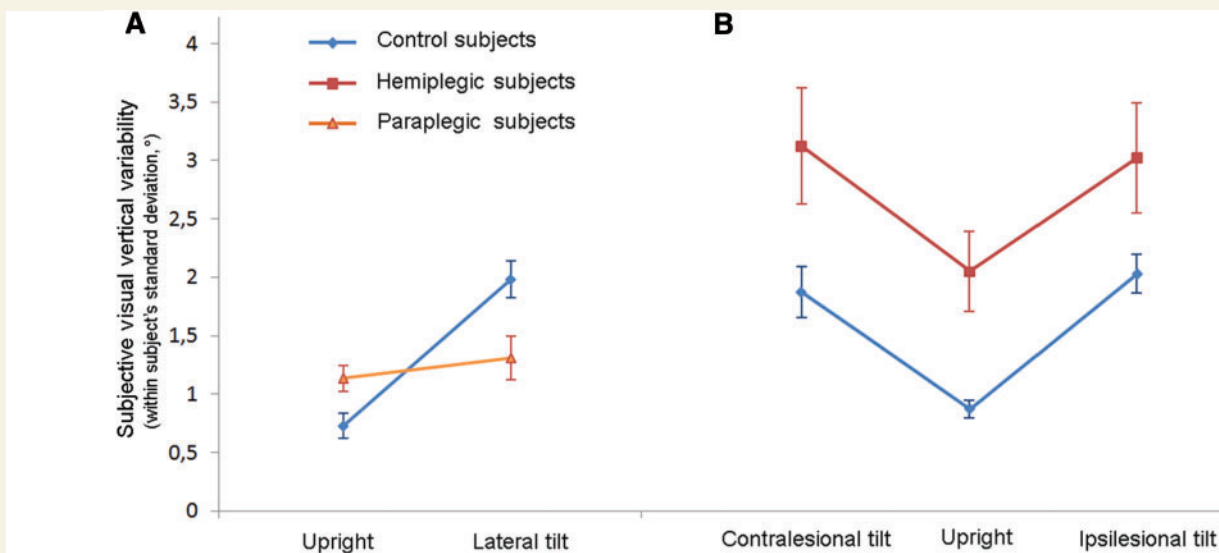 A
B
Control subjects
Hemiplegic subjects
Paraplegic subjects
Subjective visual vertical variability
(within subject's standard deviation,°)
4
3,5
3
2,5
2
1,5
1
0,5
0
Upright
Lateral tilt
Contralesional tilt
Upright
Ipsilesional tilt